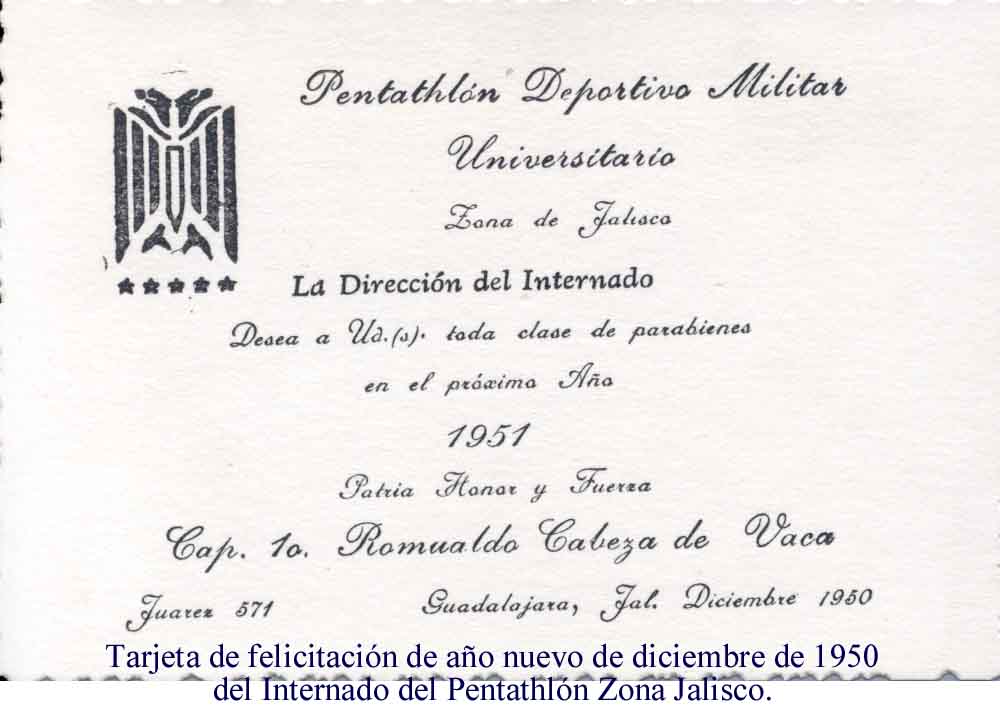 Pentathlón Deportivo Militar
Universitario
Zona de Jalisco
La Dirección del Internado
Desea a Ud.(s). toda clase de parabienes
en el próximo Año
1951
Patria Honor y Fuerza
Cap. 1o. Romualdo Cabeza de Vaca
Juarez 571 Guadalajara, Jal. Diciembre 1950
Tarjeta de felicitación de año nuevo de diciembre de 1950
del Internado del Pentathlón Zona Jalisco.